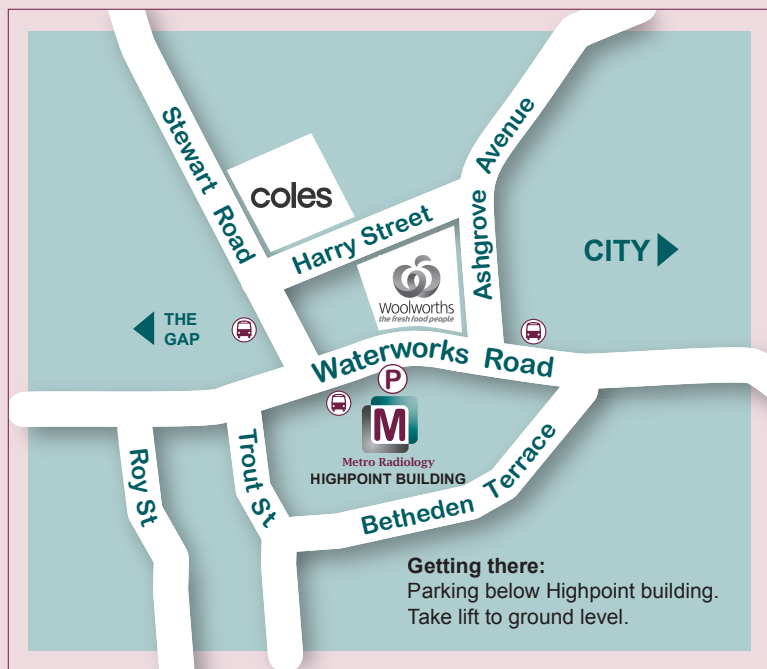 Stewart Road
Avenue
coles
Harry Street
Ashgrove
CITY
Woolworths
the fresh food people
THE
GAP
Waterworks Road
P
M
Metro Radiology
HIGHPOINT BUILDING
Roy St
Trout St
Betheden Terrace
Getting there:
Parking below Highpoint building.
Take lift to ground level.